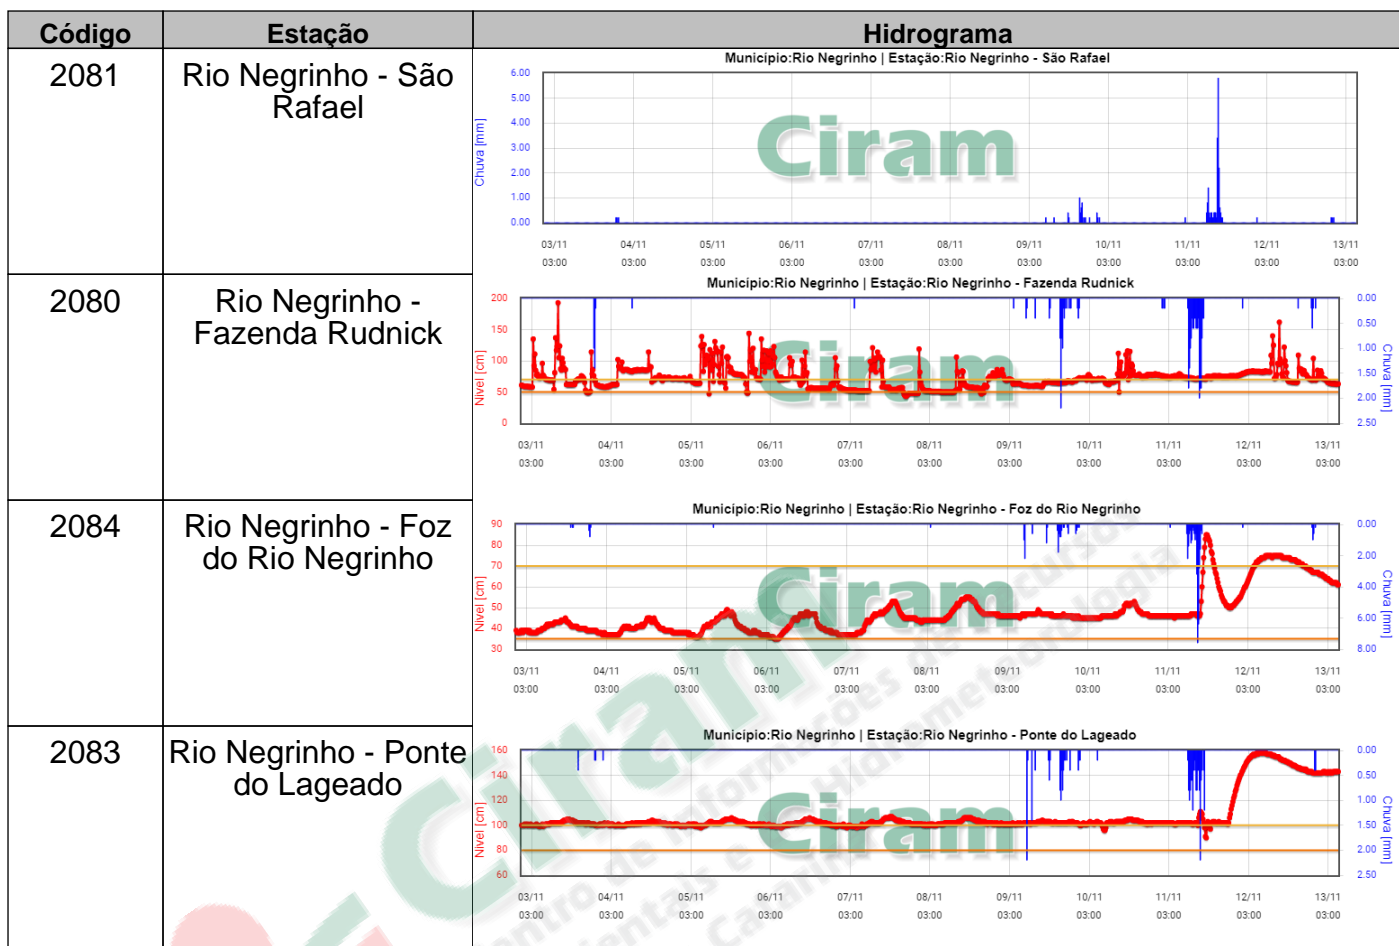 Código Estação Hidrograma
2081 Rio Negrinho - São Rafael
Município:Rio Negrinho | Estação:Rio Negrinho - São Rafael
Chuva [mm]
6.00
5.00
4.00
3.00
2.00
1.00
0.00
03/11 04/11 05/11 06/11 07/11 08/11 09/11 10/11 11/11 12/11 13/11
03:00 03:00 03:00 03:00 03:00 03:00 03:00 03:00 03:00 03:00 03:00
Ciram
2080 Rio Negrinho - Fazenda Rudnick
Município:Rio Negrinho | Estação:Rio Negrinho - Fazenda Rudnick
Nível [cm]
200
150
100
50
0
0.00
0.50
1.00
1.50
2.00
2.50
Chuva [mm]
03/11 04/11 05/11 06/11 07/11 08/11 09/11 10/11 11/11 12/11 13/11
03:00 03:00 03:00 03:00 03:00 03:00 03:00 03:00 03:00 03:00 03:00
Ciram
2084 Rio Negrinho - Foz do Rio Negrinho
Município:Rio Negrinho | Estação:Rio Negrinho - Foz do Rio Negrinho
Nível [cm]
90
80
70
60
50
40
30
0.00
2.00
4.00
6.00
8.00
Chuva [mm]
03/11 04/11 05/11 06/11 07/11 08/11 09/11 10/11 11/11 12/11 13/11
03:00 03:00 03:00 03:00 03:00 03:00 03:00 03:00 03:00 03:00 03:00
Ciram
2083 Rio Negrinho - Ponte do Lageado
Município:Rio Negrinho | Estação:Rio Negrinho - Ponte do Lageado
Nível [cm]
160
140
120
100
80
60
0.00
0.50
1.00
1.50
2.00
2.50
Chuva [mm]
03/11 04/11 05/11 06/11 07/11 08/11 09/11 10/11 11/11 12/11 13/11
03:00 03:00 03:00 03:00 03:00 03:00 03:00 03:00 03:00 03:00 03:00
Ciram
Ciram